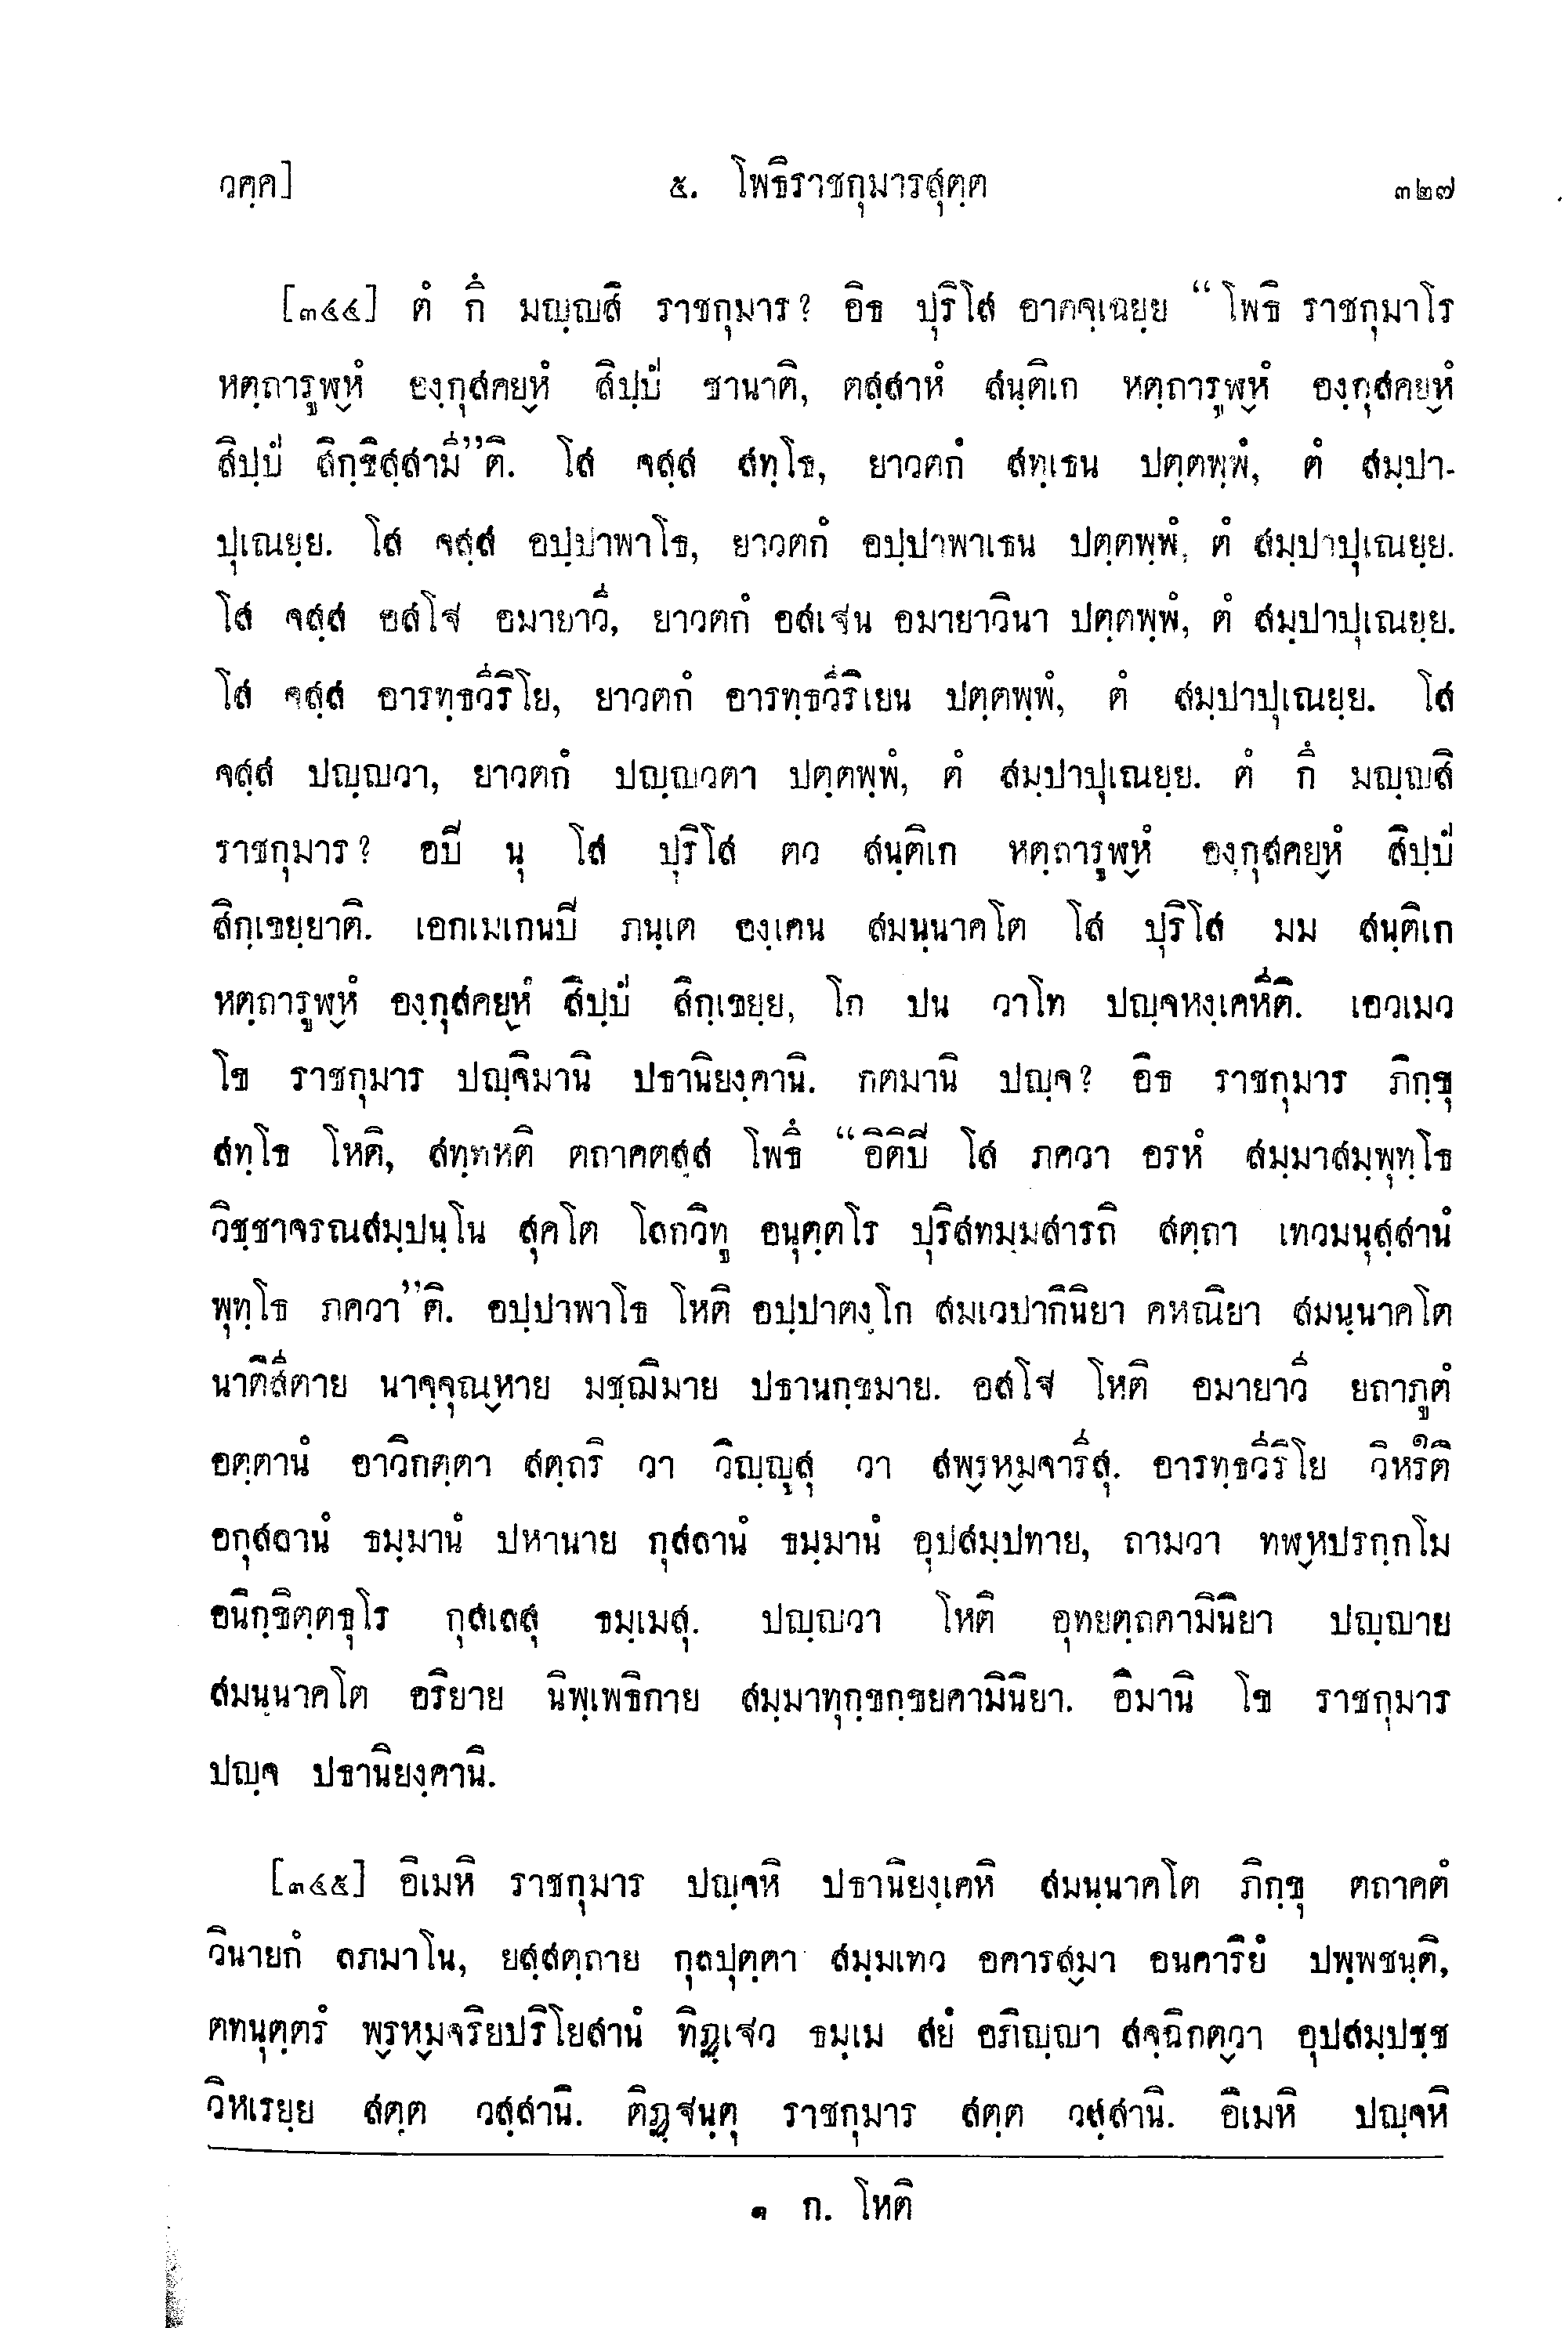 วคฺค] ๕. โพธิราชกุมารสุตฺต ๓๒๗
[๓๔๔] ตํ กึ มญฺญสิ ราชกุมาร? อิธ ปุริโส อาคจฺเฉยฺย “โพธิ ราชกุมาโร
หตฺถารูฬฺหํ องฺกุสคยฺหํ สิปฺปํ ชานาติ, ตสฺสาหํ สนฺติเก หตฺถารูฬฺหํ องฺกุสคยฺหํ
สิปฺปํ สิกฺขิสฺสามี”ติ. โส จสฺส สทฺโธ, ยาวตกํ สทฺเธน ปตฺตพฺพํ, ตํ สมฺปา-
ปุเณยฺย. โส จสฺส อปฺปาพาโธ, ยาวตกํ อปฺปาพาเธน ปตฺตพฺพํ, ตํ สมฺปาปุเณยฺย.
โส จสฺส อสโฐ อมายาวี, ยาวตกํ อสเฐน อมายาวินา ปตฺตพฺพํ, ตํ สมฺปาปุเณยฺย.
โส จสฺส อารทฺธวีริโย, ยาวตกํ อารทฺธวีริเยน ปตฺตพฺพํ, ตํ สมฺปาปุเณยฺย. โส
จสฺส ปญฺญวา, ยาวตกํ ปญฺญวตา ปตฺตพฺพํ, ตํ สมฺปาปุเณยฺย. ตํ กึ มญฺญสิ
ราชกุมาร? อปิ นุ โส ปุริโส ตว สนฺติเก หตฺถารูฬฺหํ องฺกุสคยฺหํ สิปฺปํ
สิกฺเขยฺยาติ. เอกเมเกนปิ ภนฺเต องฺเคน สมนฺนาคโต โส ปุริโส มม สนฺติเก
หตฺถารูฬฺหํ องฺกุสคยฺหํ สิปฺปํ สิกฺเขยฺย, โก ปน วาโท ปญฺจหงฺเคหีติ. เอวเมว
โข ราชกุมาร ปญฺจิมานิ ปธานิยงฺคานิ. กตมานิ ปญฺจ? อิธ ราชกุมาร ภิกฺขุ
สทฺโธ โหติ, สทฺทหติ ตถาคตสฺส โพธึ “อิติปิ โส ภควา อรหํ สมฺมาสมฺพุทฺโธ
วิชฺชาจรณสมฺปนฺโน สุคโต โลกวิทู อนุตฺตโร ปุริสทมฺมสารถิ สตฺถา เทวมนุสฺสานํ
พุทฺโธ ภควา”ติ. อปฺปาพาโธ โหติ อปฺปาตงฺโก สมเวปากินิยา คหณิยา สมนฺนาคโต
นาติสีตาย นาจฺจุณฺหาย มชฺฌิมาย ปธานกฺขมาย. อสโฐ โหติ อมายาวี ยถาภูตํ
อตฺตานํ อาวิกตฺตา สตฺถริ วา วิญฺญูสุ วา สพฺรหฺมจารีสุ. อารทฺธวีริโย วิหรติ๑
อกุสลานํ ธมฺมานํ ปหานาย กุสลานํ ธมฺมานํ อุปสมฺปทาย, ถามวา ทฬฺหปรกฺกโม
อนิกฺขิตฺตธุโร กุสเลสุ ธมฺเมสุ. ปญฺญวา โหติ อุทยตฺถคามินิยา ปญฺญาย
สมนฺนาคโต อริยาย นิพฺเพธิกาย สมฺมาทุกฺขกฺขยคามินิยา. อิมานิ โข ราชกุมาร
ปญฺจ ปธานิยงฺคานิ.
[๓๔๕] อิเมหิ ราชกุมาร ปญฺจหิ ปธานิยงฺเคหิ สมนฺนาคโต ภิกฺขุ ตถาคตํ
วินายกํ ลภมาโน, ยสฺสตฺถาย กุลปุตฺตา สมฺมเทว อคารสฺมา อนคาริยํ ปพฺพชนฺติ,
ตทนุตฺตรํ พฺรหฺมจริยปริโยสานํ ทิฏฺเฐว ธมฺเม สยํ อภิญฺญา สจฺฉิกตฺวา อุปสมฺปชฺช
วิหเรยฺย สตฺต วสฺสานิ. ติฏฺฐนฺตุ ราชกุมาร สตฺต วสฺสานิ. อิเมหิ ปญฺจหิ
๑ ก. โหติ